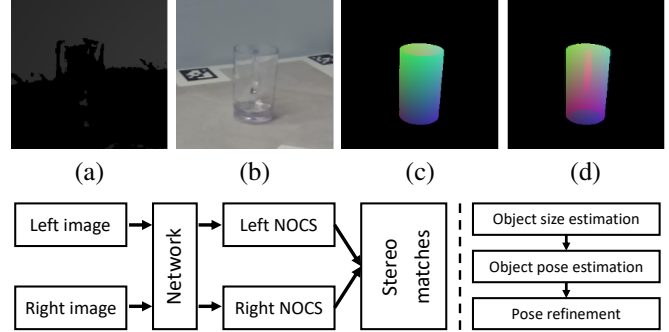 (a) (b) (c) (d)
Left image
Network
Left NOCS
Stereo
matches
Right image
Right NOCS
Object size estimation
Object pose estimation
Pose refinement